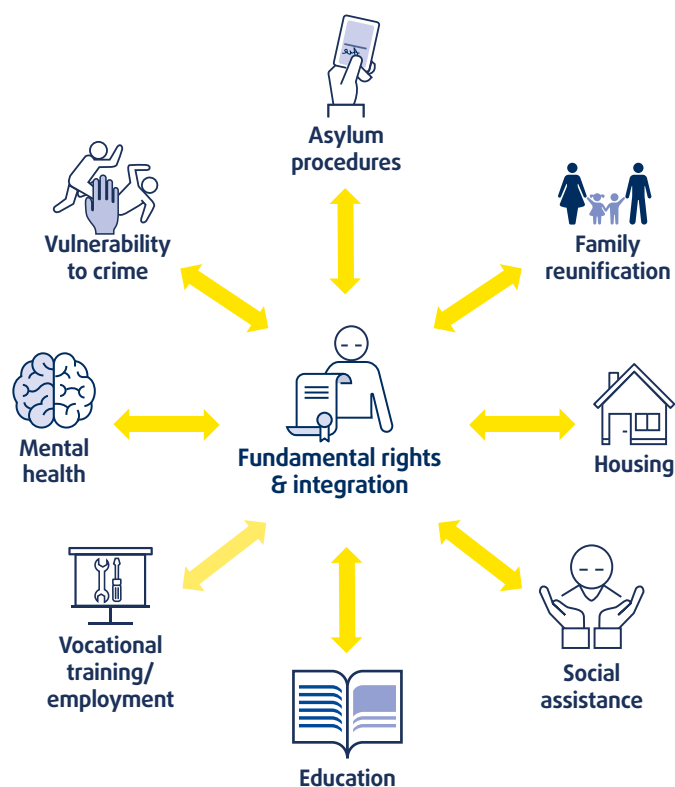 Asylum
procedures
Vulnerability
to crime
Family
reunification
Mental
health
Fundamental rights
& integration
Housing
Vocational
training/
employment
Social
assistance
Education